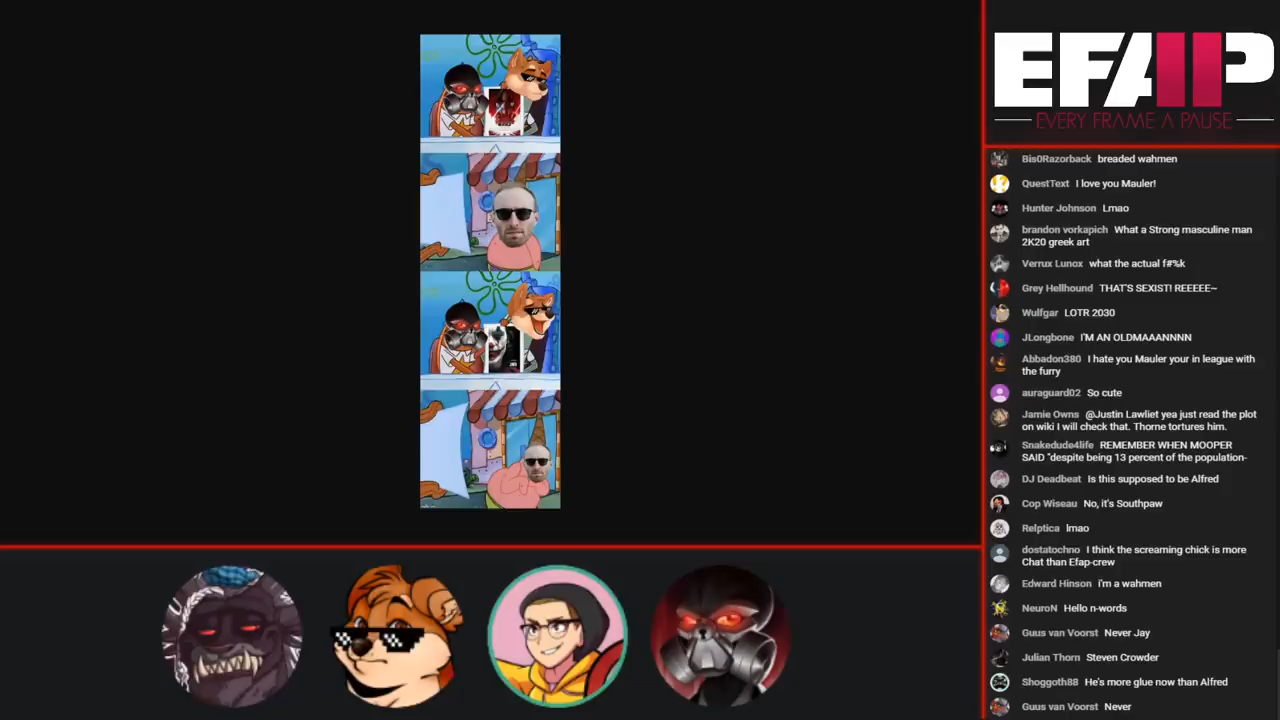 EFAP
EVERY FRAME A PAUSE
Bis0Razorback breaded wahmen
QuestText I love you Mauler!
Hunter Johnson Lmao
brandon vorkapich What a Strong masculine man
2K20 greek art
Verrux Lunox what the actual f#%k
Grey Hellhound THAT'S SEXIST! REEEEE~
Wulfgar LOTR 2030
JLongbone I'M AN OLDMAAANNNN
Abbadon380 I hate you Mauler your in league with
the furry
auraguard02 So cute
Jamie Owns @Justin Lawliet yea just read the plot
on wiki I will check that. Thorne tortures him.
Snakedude4life REMEMBER WHEN MOOPER
SAID "despite being 13 percent of the population-
DJ Deadbeat Is this supposed to be Alfred
Cop Wiseau No, it's Southpaw
Relptica lmao
dostatochno I think the screaming chick is more
Chat than Efap-crew
Edward Hinson i'm a wahmen
NeuroN Hello n-words
Guus van Voorst Never Jay
Julian Thorn Steven Crowder
Shoggoth88 He's more glue now than Alfred
Guus van Voorst Never